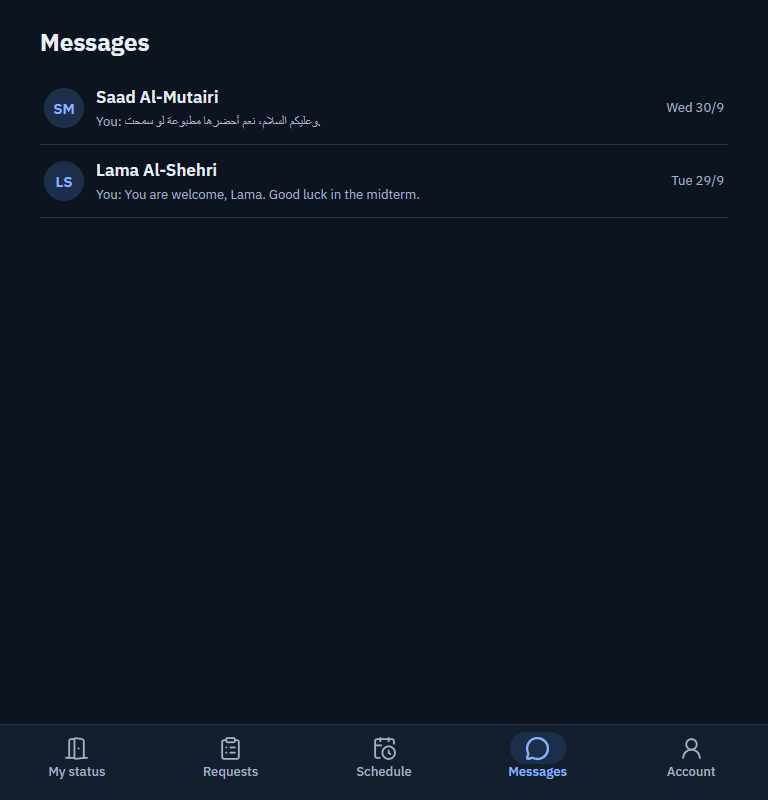 Messages
SM
Saad Al-Mutairi
Wed 30/9
You: وعليكم السلام، نعم أحضرها مطبوعة لو سمحت.
LS
Lama Al-Shehri
Tue 29/9
You: You are welcome, Lama. Good luck in the midterm.
My status
Requests
Schedule
Messages
Account